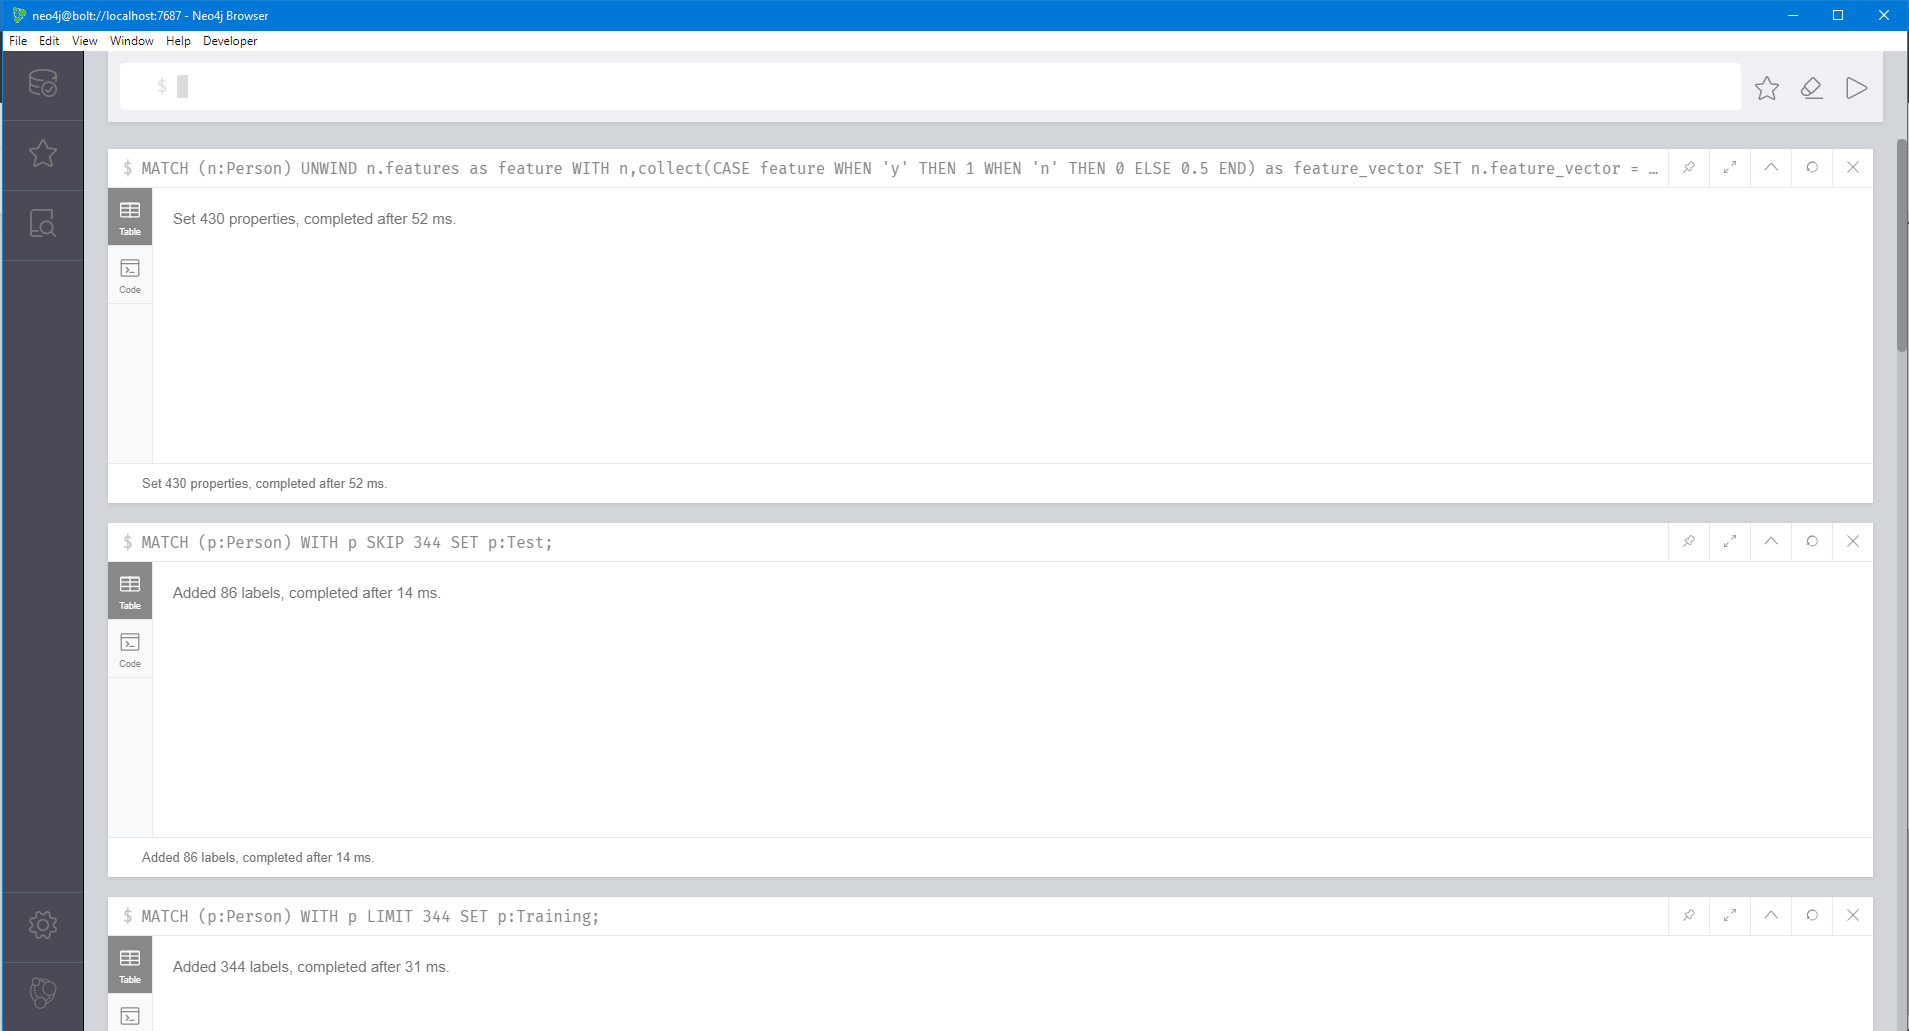 neo4j@bolt://localhost:7687 - Neo4j Browser
File Edit View Window Help Developer
$
$ MATCH (n:Person) UNWIND n.features as feature WITH n,collect(CASE feature WHEN 'y' THEN 1 WHEN 'n' THEN 0 ELSE 0.5 END) as feature_vector SET n.feature_vector = …
Table
Set 430 properties, completed after 52 ms.
Code
Set 430 properties, completed after 52 ms.
$ MATCH (p:Person) WITH p SKIP 344 SET p:Test;
Table
Added 86 labels, completed after 14 ms.
Code
Added 86 labels, completed after 14 ms.
$ MATCH (p:Person) WITH p LIMIT 344 SET p:Training;
Table
Added 344 labels, completed after 31 ms.